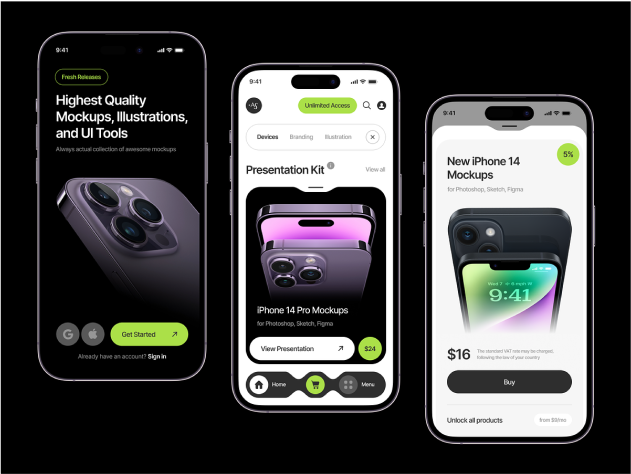 9:41
Fresh Releases
Highest Quality
Mockups, Illustrations,
and UI Tools
Always actual collection of awesome mockups
G
Get Started
Already have an account? Sign in
9:41
Unlimited Access
Devices Branding Illustration
Presentation Kit
View all
iPhone 14 Pro Mockups
for Photoshop, Sketch, Figma
View Presentation
$24
Home
Menu
9:41
5%
New iPhone 14
Mockups
for Photoshop, Sketch, Figma
9:41
$16
The standard VAT rate may be charged,
following the law of your country
Buy
Unlock all products
from $9/mo